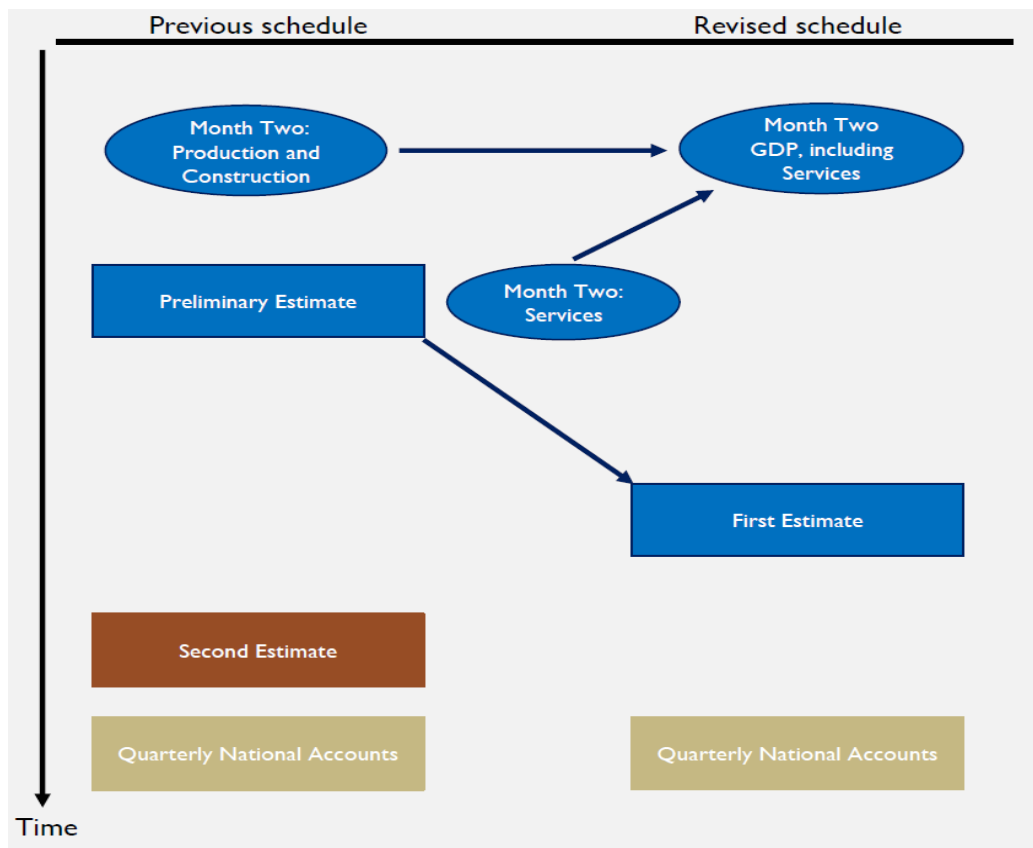 Previous schedule
Revised schedule
Month Two:
Production and
Construction
Month Two
GDP, including
Services
Preliminary Estimate
Month Two:
Services
First Estimate
Second Estimate
Quarterly National Accounts
Quarterly National Accounts
Time